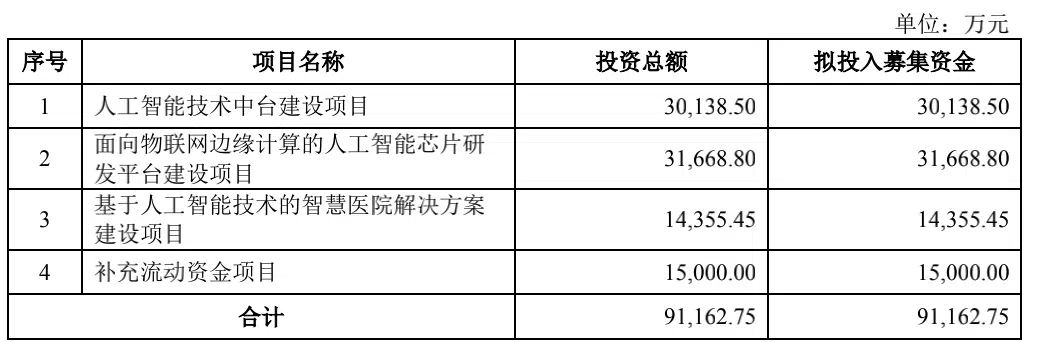 单位：万元
序号 项目名称 投资总额 拟投入募集资金
1 人工智能技术中台建设项目 30,138.50 30,138.50
面向物联网边缘计算的人工智能芯片研
2 31,668.80 31,668.80
发平台建设项目
基于人工智能技术的智慧医院解决方案
3 14,355.45 14,355.45
建设项目
4 补充流动资金项目 15,000.00 15,000.00
合计 91,162.75 91,162.75